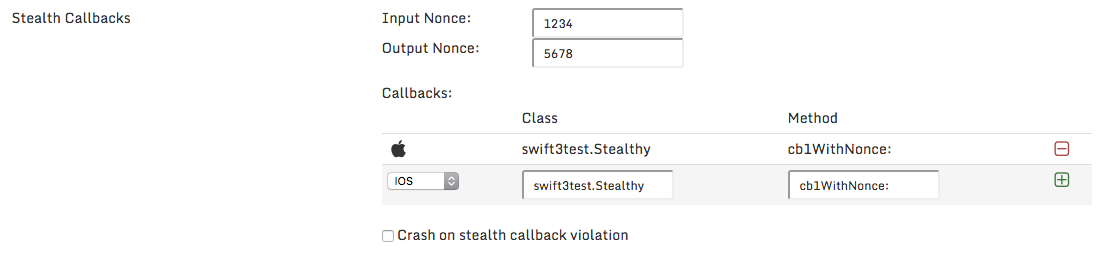 Stealth Callbacks
Input Nonce: 1234
Output Nonce: 5678
Callbacks:
Class Method
swift3test.Stealthy cb1WithNonce:
IOS swift3test.Stealthy cb1WithNonce:
Crash on stealth callback violation